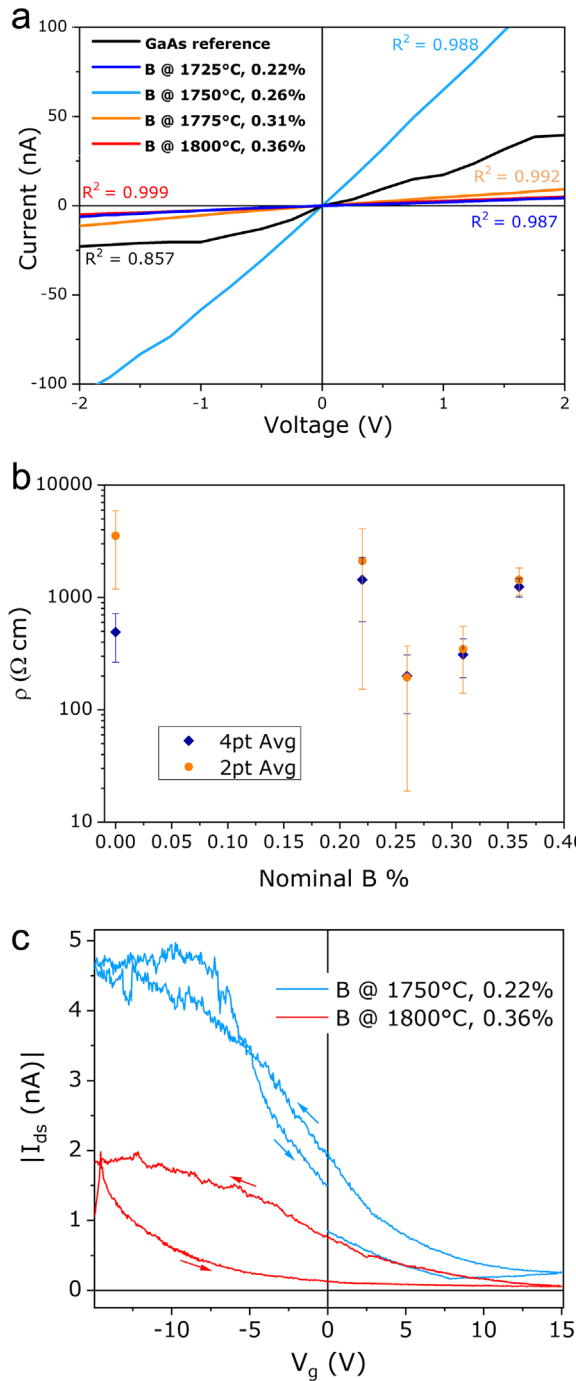 a
100
50
0
-50
-100
Current (nA)
GaAs reference
B @ 1725°C, 0.22%
B @ 1750°C, 0.26%
B @ 1775°C, 0.31%
B @ 1800°C, 0.36%
R² = 0.988
R² = 0.999
R² = 0.992
R² = 0.857
R² = 0.987
-2 -1 0 1 2
Voltage (V)
b
10000
1000
100
10
ρ (Ω cm)
4pt Avg
2pt Avg
0.00 0.05 0.10 0.15 0.20 0.25 0.30 0.35 0.40
Nominal B %
c
5
4
3
2
1
0
|Ids (nA)|
B @ 1750°C, 0.22%
B @ 1800°C, 0.36%
-10 -5 0 5 10 15
Vg (V)